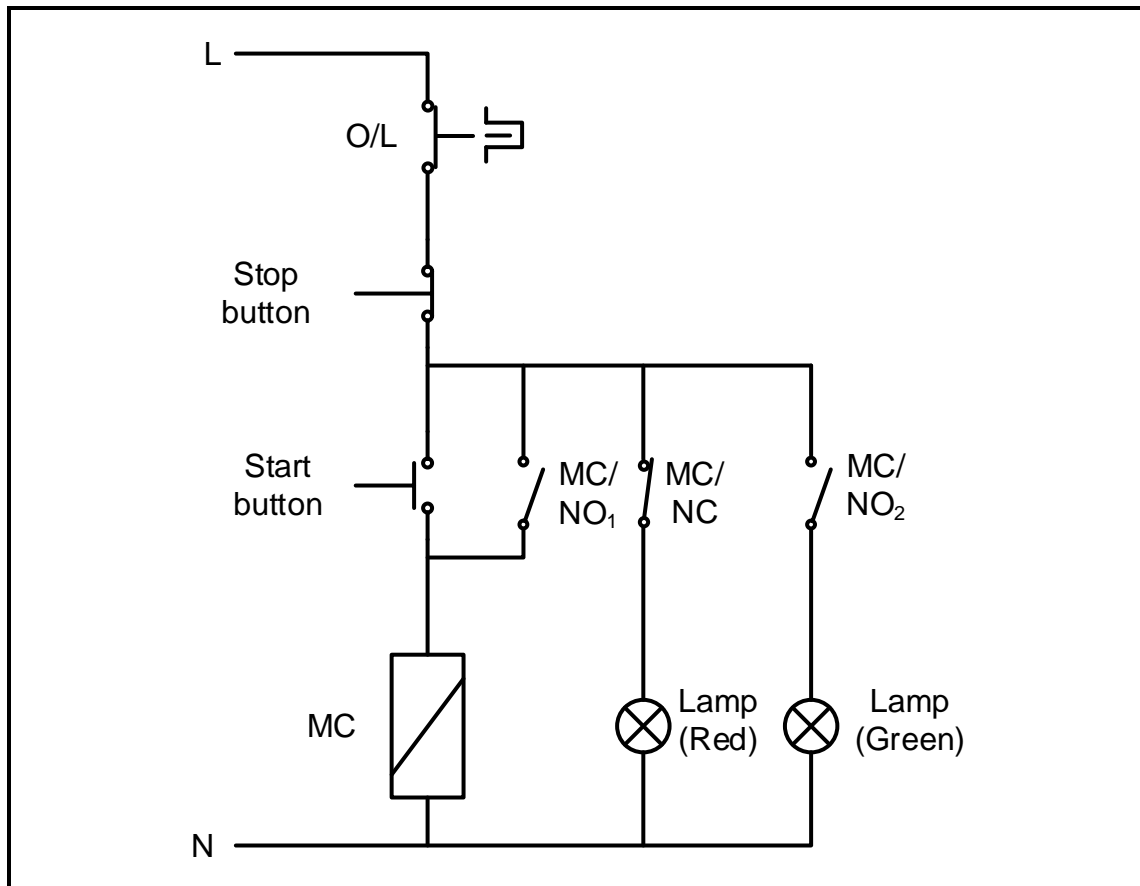 L
O/L
Stop
button
Start
button
MC/
NO₁
MC/
NC
MC/
NO₂
MC
Lamp
(Red)
Lamp
(Green)
N